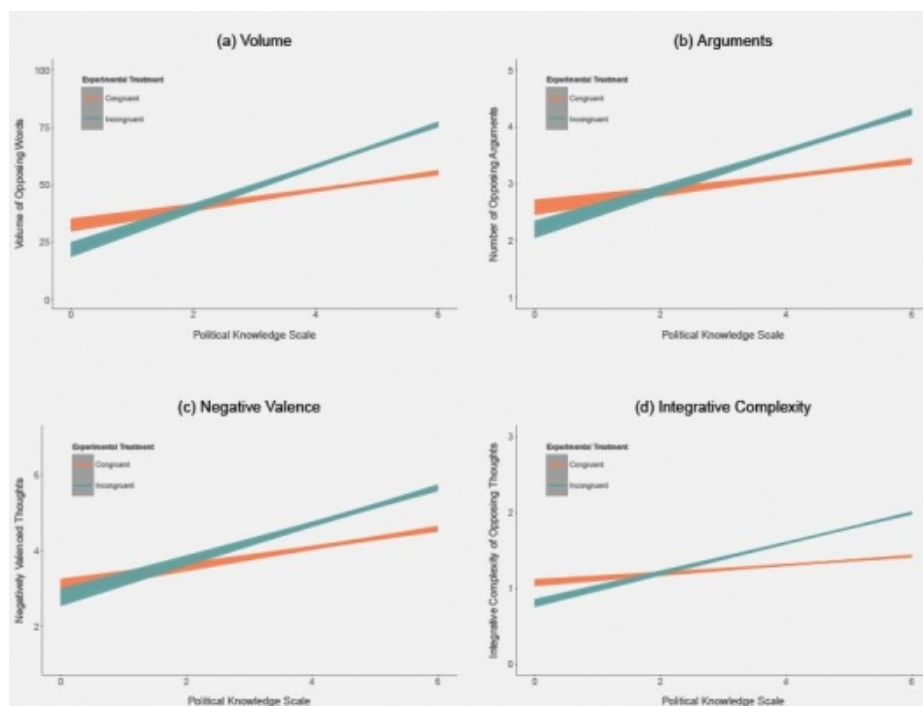 (a) Volume
Volume of Opposing Words
100
75
50
25
0
Experimental Treatment
Congruent
Incongruent
0 2 4 6
Political Knowledge Scale
(b) Arguments
Number of Opposing Arguments
5
4
3
2
1
Experimental Treatment
Congruent
Incongruent
0 2 4 6
Political Knowledge Scale
(c) Negative Valence
Negatively Valenced Thoughts
6
4
2
Experimental Treatment
Congruent
Incongruent
0 2 4 6
Political Knowledge Scale
(d) Integrative Complexity
Integrative Complexity of Opposing Thoughts
3
2
1
0
Experimental Treatment
Congruent
Incongruent
0 2 4 6
Political Knowledge Scale